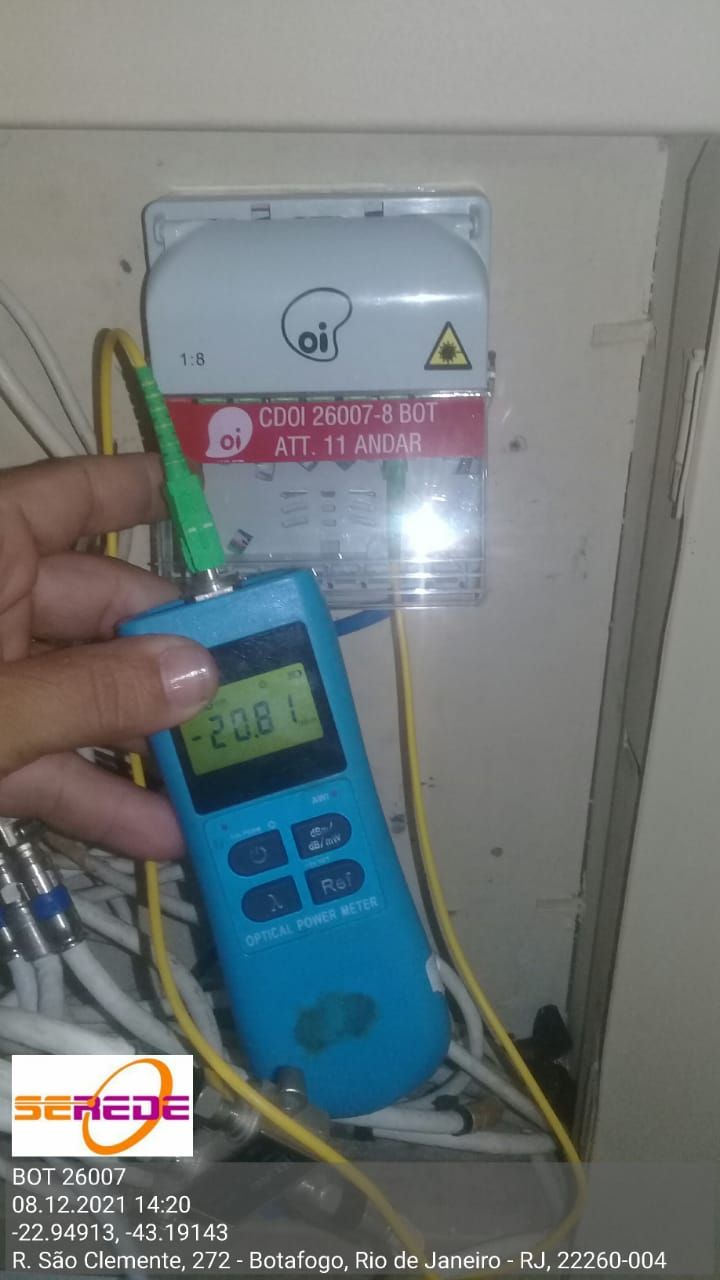 oi
1:8
oi
CDOI 26007-8 BOT
ATT. 11 ANDAR
-20.81
dBm/
dB/mW
λ
Ref
OPTICAL POWER METER
SEREDE
BOT 26007
08.12.2021 14:20
-22.94913, -43.19143
R. São Clemente, 272 - Botafogo, Rio de Janeiro - RJ, 22260-004